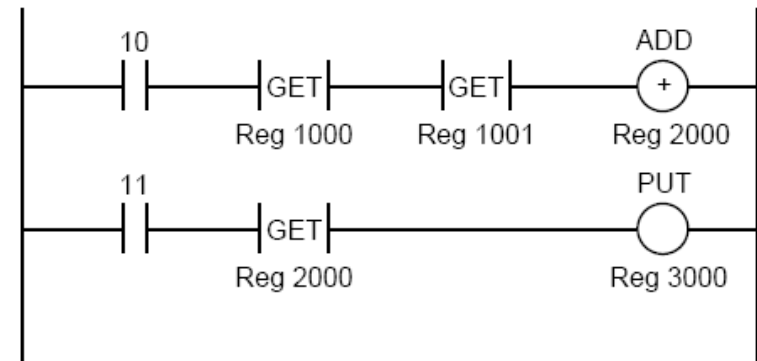 10 ADD
GET GET +
Reg 1000 Reg 1001 Reg 2000
11 PUT
GET
Reg 2000 Reg 3000